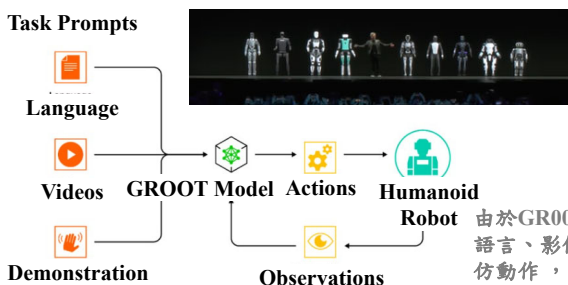 Task Prompts
Language
Videos
GROOT Model
Actions
Humanoid
Robot
Demonstration
Observations
由於GR00
語言、影
仿動作，